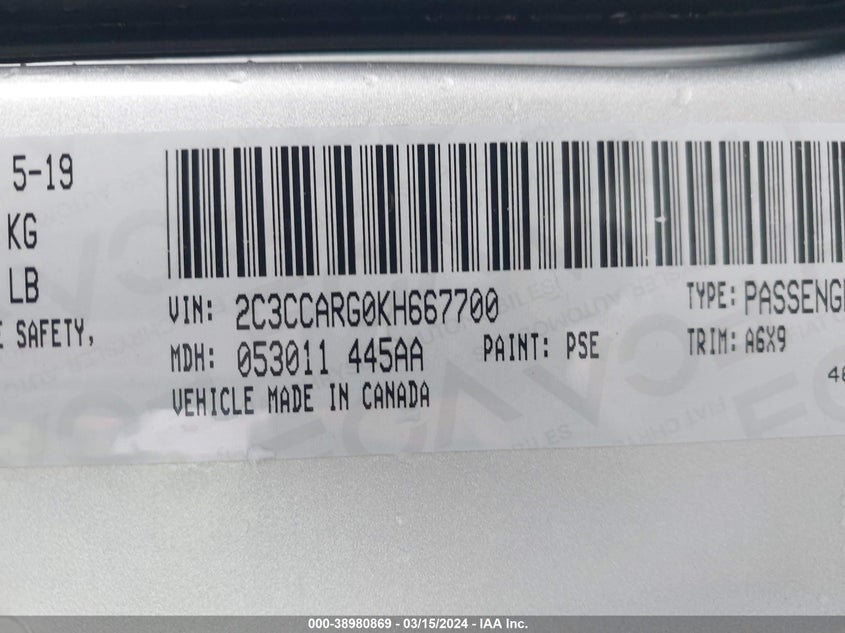 5-19
KG
LB
E SAFETY,
VIN: 2C3CCARG0KH667700
TYPE: PASSENGE
MDH: 053011 445AA
PAINT: PSE
TRIM: A6X9
VEHICLE MADE IN CANADA
000-38980869 - 03/15/2024 - IAA Inc.